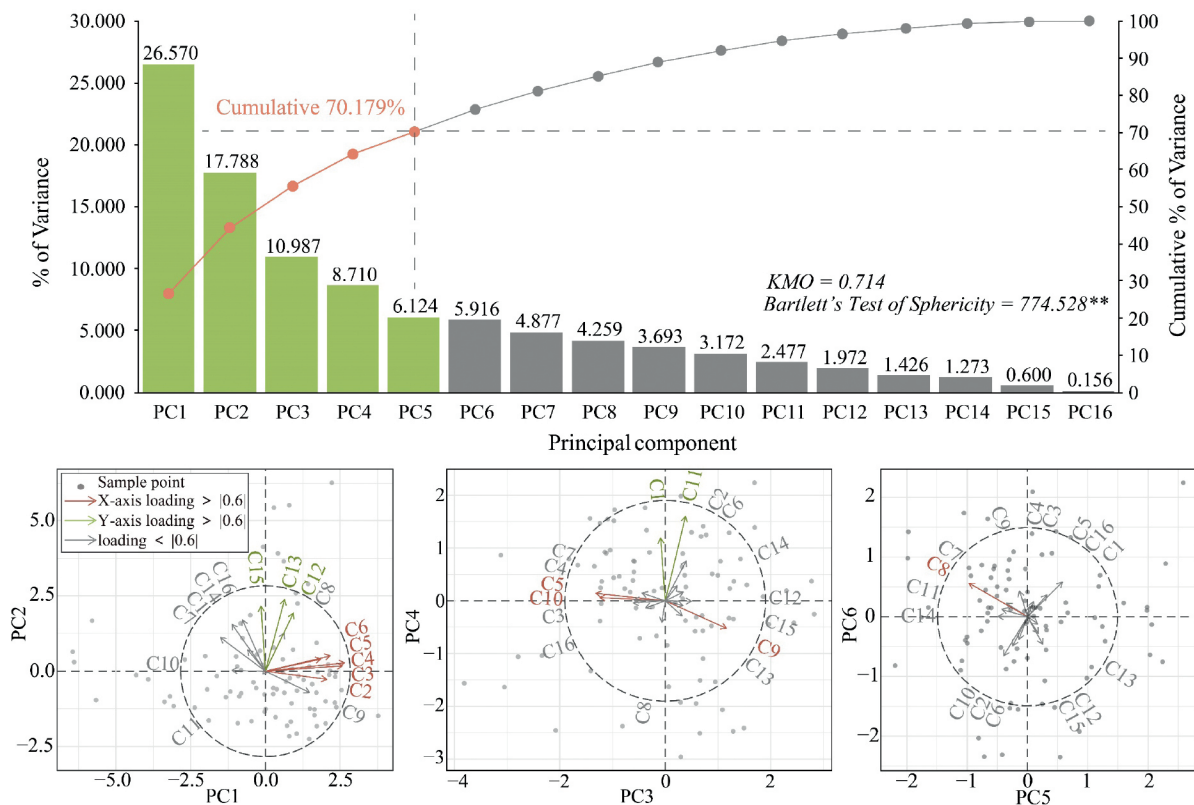 30.000
25.000
20.000
15.000
10.000
5.000
0.000
% of Variance
26.570
17.788
10.987
8.710
6.124
5.916
4.877
4.259
3.693
3.172
2.477
1.972
1.426
1.273
0.600
0.156
Cumulative 70.179%
KMO = 0.714
Bartlett's Test of Sphericity = 774.528**
100
90
80
70
60
50
40
30
20
10
0
Cumulative % of Variance
PC1 PC2 PC3 PC4 PC5 PC6 PC7 PC8 PC9 PC10 PC11 PC12 PC13 PC14 PC15 PC16
Principal component
Sample point
X-axis loading > |0.6|
Y-axis loading > |0.6|
loading < |0.6|
5.0
2.5
0.0
−2.5
PC2
C7
C15
C13
C12
C8
C6
C5
C4
C3
C2
C9
C10
C11
−5.0 −2.5 0.0 2.5
PC1
2
1
0
−1
−2
−3
PC4
C1
C11
C2
C6
C14
C12
C15
C9
C13
C8
C16
C3
C10
C5
C4
C7
−4 −2 0 2
PC3
2
1
0
−1
−2
PC6
C9
C4
C3
C5
C16
C1
C7
C8
C11
C14
C13
C12
C15
C10
C2
C6
−2 −1 0 1 2
PC5